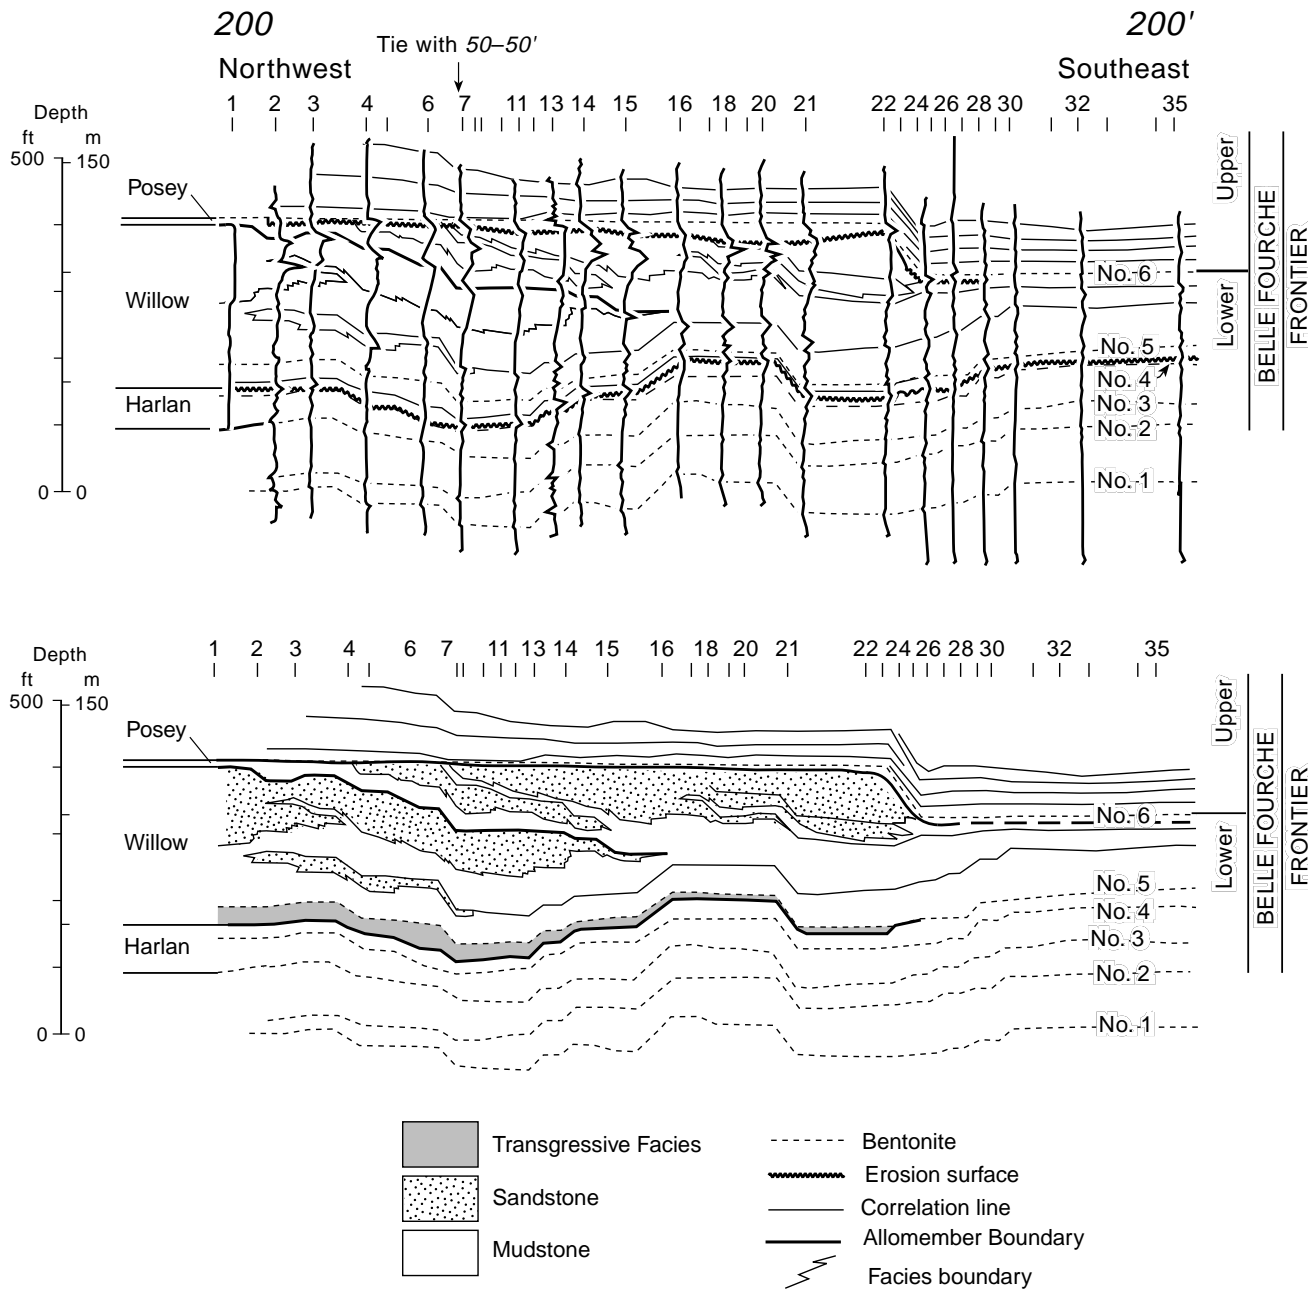 200
200'
Tie with 50–50'
Northwest
Southeast
1 2 3 4 6 7 11 13 14 15 16 18 20 21 22 24 26 28 30 32 35
Depth
ft m
500 150
Posey
Willow
Harlan
0 0
No. 6
No. 5
No. 4
No. 3
No. 2
No. 1
Upper
Lower
BELLE FOURCHE
FRONTIER
1 2 3 4 6 7 11 13 14 15 16 18 20 21 22 24 26 28 30 32 35
Depth
ft m
500 150
Posey
Willow
Harlan
0 0
No. 6
No. 5
No. 4
No. 3
No. 2
No. 1
Upper
Lower
BELLE FOURCHE
FRONTIER
Transgressive Facies
Sandstone
Mudstone
Bentonite
Erosion surface
Correlation line
Allomember Boundary
Facies boundary